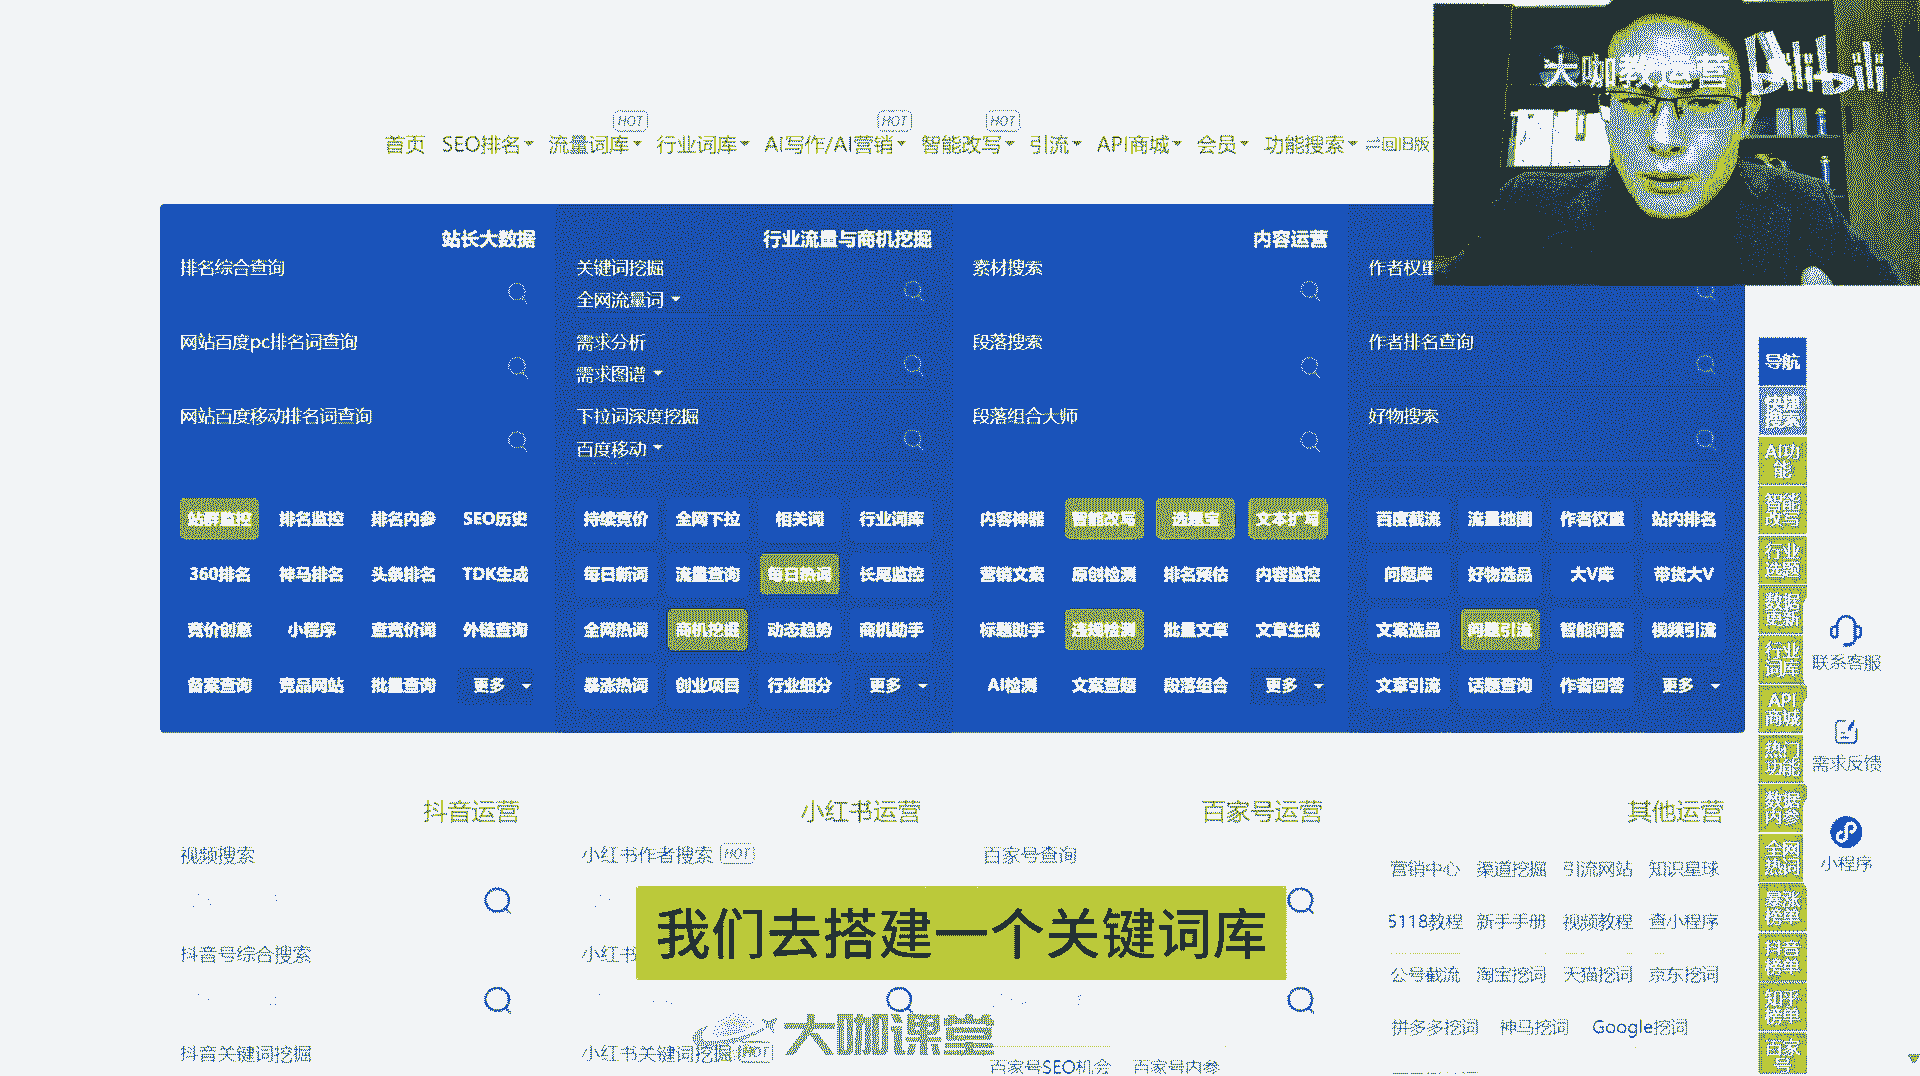 大咖教运营 bilibili
HOT HOT HOT
首页 SEO排名 流量词库 行业词库 AI写作/AI营销 智能改写 引流 API商城 会员 功能搜索 回旧版
站长大数据 行业流量与商机挖掘 内容运营
排名综合查询 关键词挖掘 素材搜索 作者权重
全网流量词
网站百度pc排名词查询 需求分析 段落搜索 作者排名查询
需求图谱
网站百度移动排名词查询 下拉词深度挖掘 段落组合大师 好物搜索
百度移动
站群监控 排名监控 排名内参 SEO历史 持续竞价 全网下拉 相关词 行业词库 内容神器 智能改写 选题宝 文本扩写 百度截流 流量地图 作者权重 站内排名
360排名 神马排名 头条排名 TDK生成 每日新词 流量查询 每日热词 长尾监控 营销文案 原创检测 排名预估 内容监控 问题库 好物选品 大V库 带货大V
竞价创意 小程序 查竞价词 外链查询 全网热词 商机挖掘 动态趋势 商机助手 标题助手 违规检测 批量文章 文章生成 文案选品 问题引流 智能问答 视频引流
备案查询 竞品网站 批量查询 更多 暴涨热词 创业项目 行业细分 更多 AI检测 文案查题 段落组合 更多 文章引流 话题查询 作者回答 更多
导航
快捷搜索
AI功能
智能改写
行业选题
数据更新
行业词库
API商城
热门功能
数据内参
全网热词
暴涨榜单
抖音榜单
知乎榜单
百家号
联系客服
需求反馈
小程序
抖音运营 小红书运营 百家号运营 其他运营
视频搜索 小红书作者搜索 HOT 百家号查询
营销中心 渠道挖掘 引流网站 知识星球
5118教程 新手手册 视频教程 查小程序
抖音号综合搜索 小红书
我们去搭建一个关键词库
公号截流 淘宝挖词 天猫挖词 京东挖词
拼多多挖词 神马挖词 Google挖词
大咖课堂
抖音关键词挖掘 小红书关键词挖掘 HOT
百家号SEO机会 百家号内参